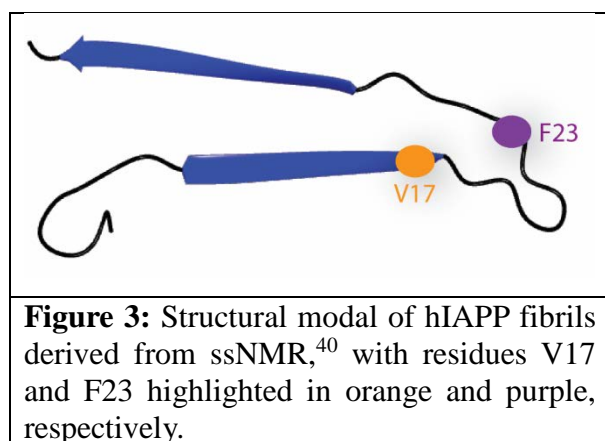 F23
V17
Figure 3: Structural modal of hIAPP fibrils
derived from ssNMR,40 with residues V17
and F23 highlighted in orange and purple,
respectively.